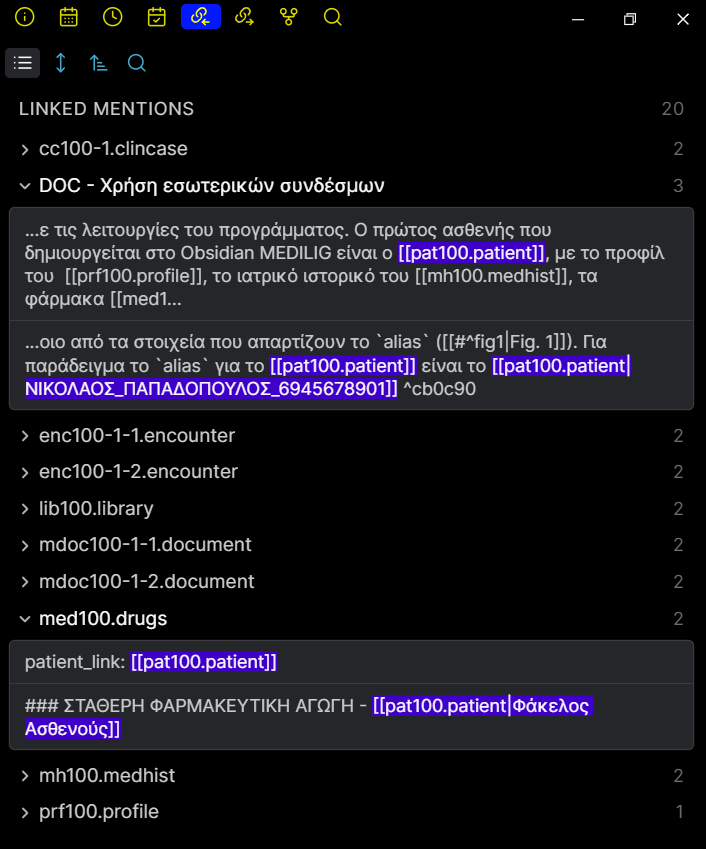 LINKED MENTIONS 20
cc100-1.clincase 2
DOC - Χρήση εσωτερικών συνδέσμων 3
...ε τις λειτουργίες του προγράμματος. Ο πρώτος ασθενής που
δημιουργείται στο Obsidian MEDILIG είναι ο [[pat100.patient]], με το προφίλ
του [[prf100.profile]], το ιατρικό ιστορικό του [[mh100.medhist]], τα
φάρμακα [[med1...
...οιο από τα στοιχεία που απαρτίζουν το `alias` ([[#^fig1|Fig. 1]]). Για
παράδειγμα το `alias` για το [[pat100.patient]] είναι το [[pat100.patient|
ΝΙΚΟΛΑΟΣ_ΠΑΠΑΔΟΠΟΥΛΟΣ_6945678901]] ^cb0c90
enc100-1-1.encounter 2
enc100-1-2.encounter 2
lib100.library 2
mdoc100-1-1.document 2
mdoc100-1-2.document 2
med100.drugs 2
patient_link: [[pat100.patient]]
### ΣΤΑΘΕΡΗ ΦΑΡΜΑΚΕΥΤΙΚΗ ΑΓΩΓΗ - [[pat100.patient|Φάκελος
Ασθενούς]]
mh100.medhist 2
prf100.profile 1